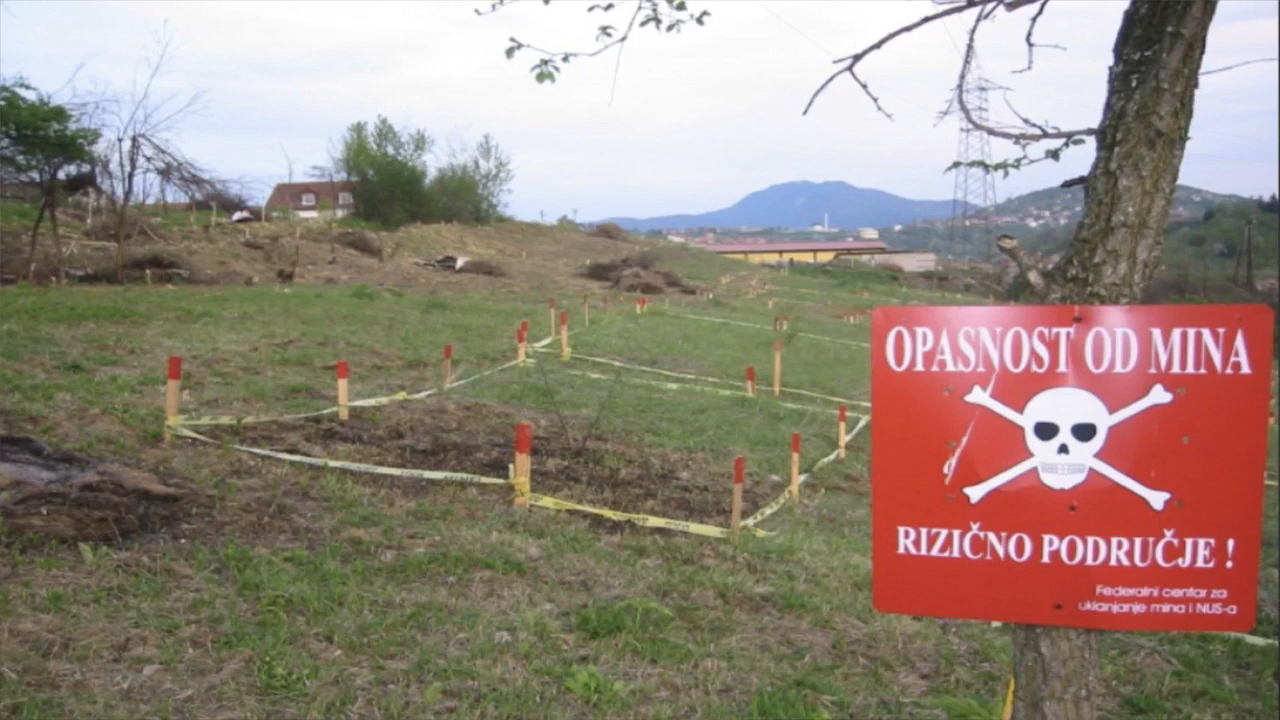 OPASNOST OD MINA
RIZIČNO PODRUČJE !
Federalni centar za
uklanjanje mina i NUS-a